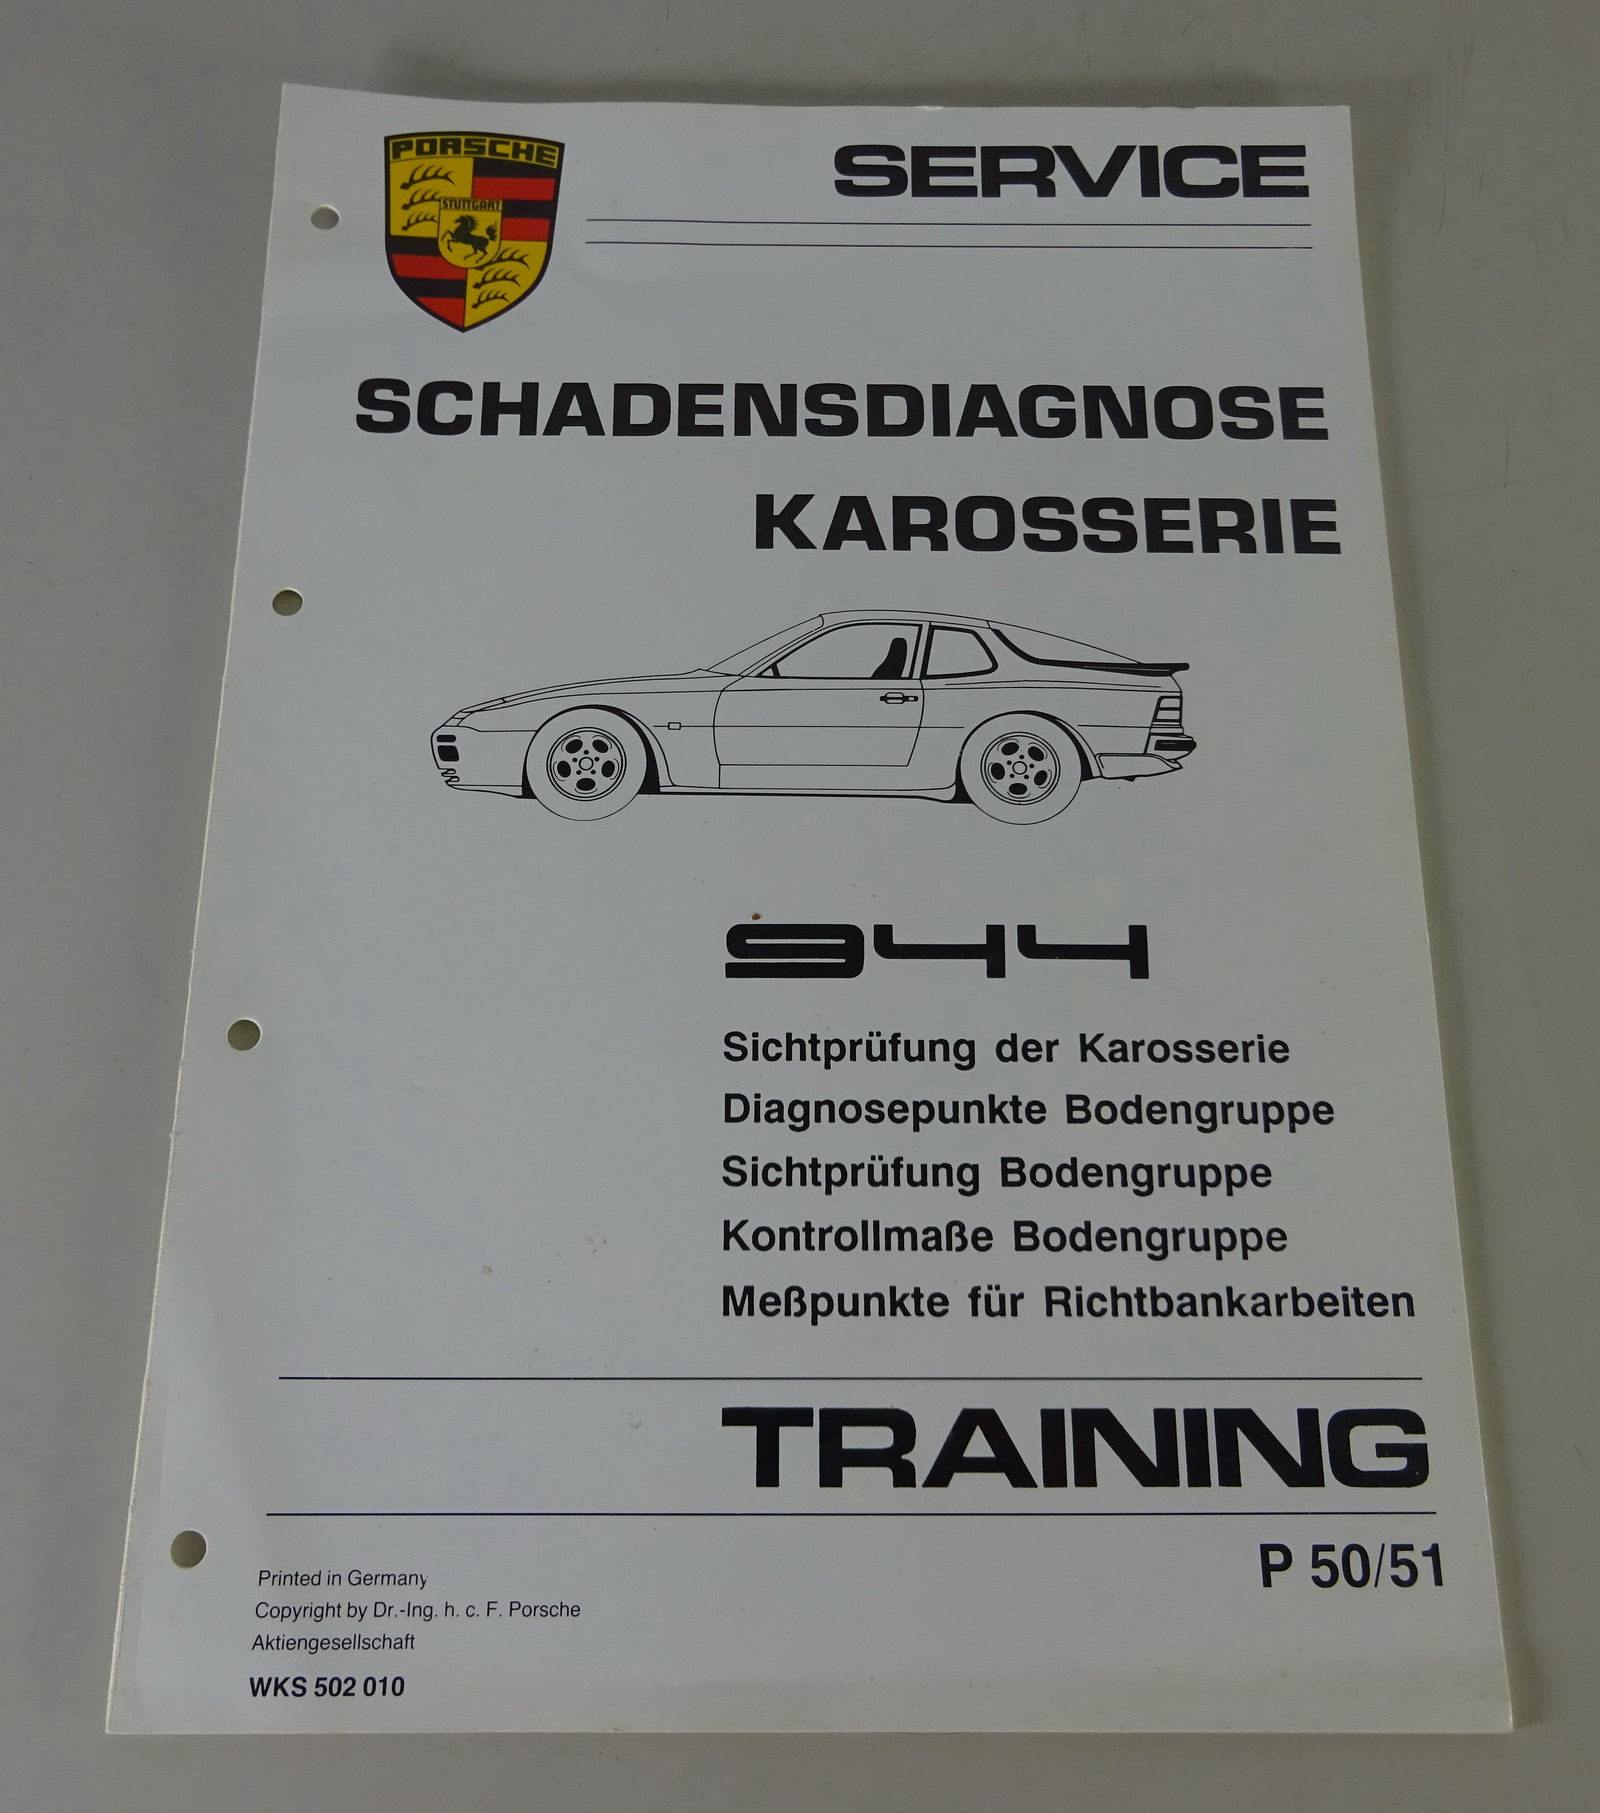 PORSCHE
STUTTGART
SERVICE
SCHADENSDIAGNOSE
KAROSSERIE
944
Sichtprüfung der Karosserie
Diagnosepunkte Bodengruppe
Sichtprüfung Bodengruppe
Kontrollmaße Bodengruppe
Meßpunkte für Richtbankarbeiten
TRAINING
P 50/51
Printed in Germany
Copyright by Dr.-Ing. h. c. F. Porsche
Aktiengesellschaft
WKS 502 010